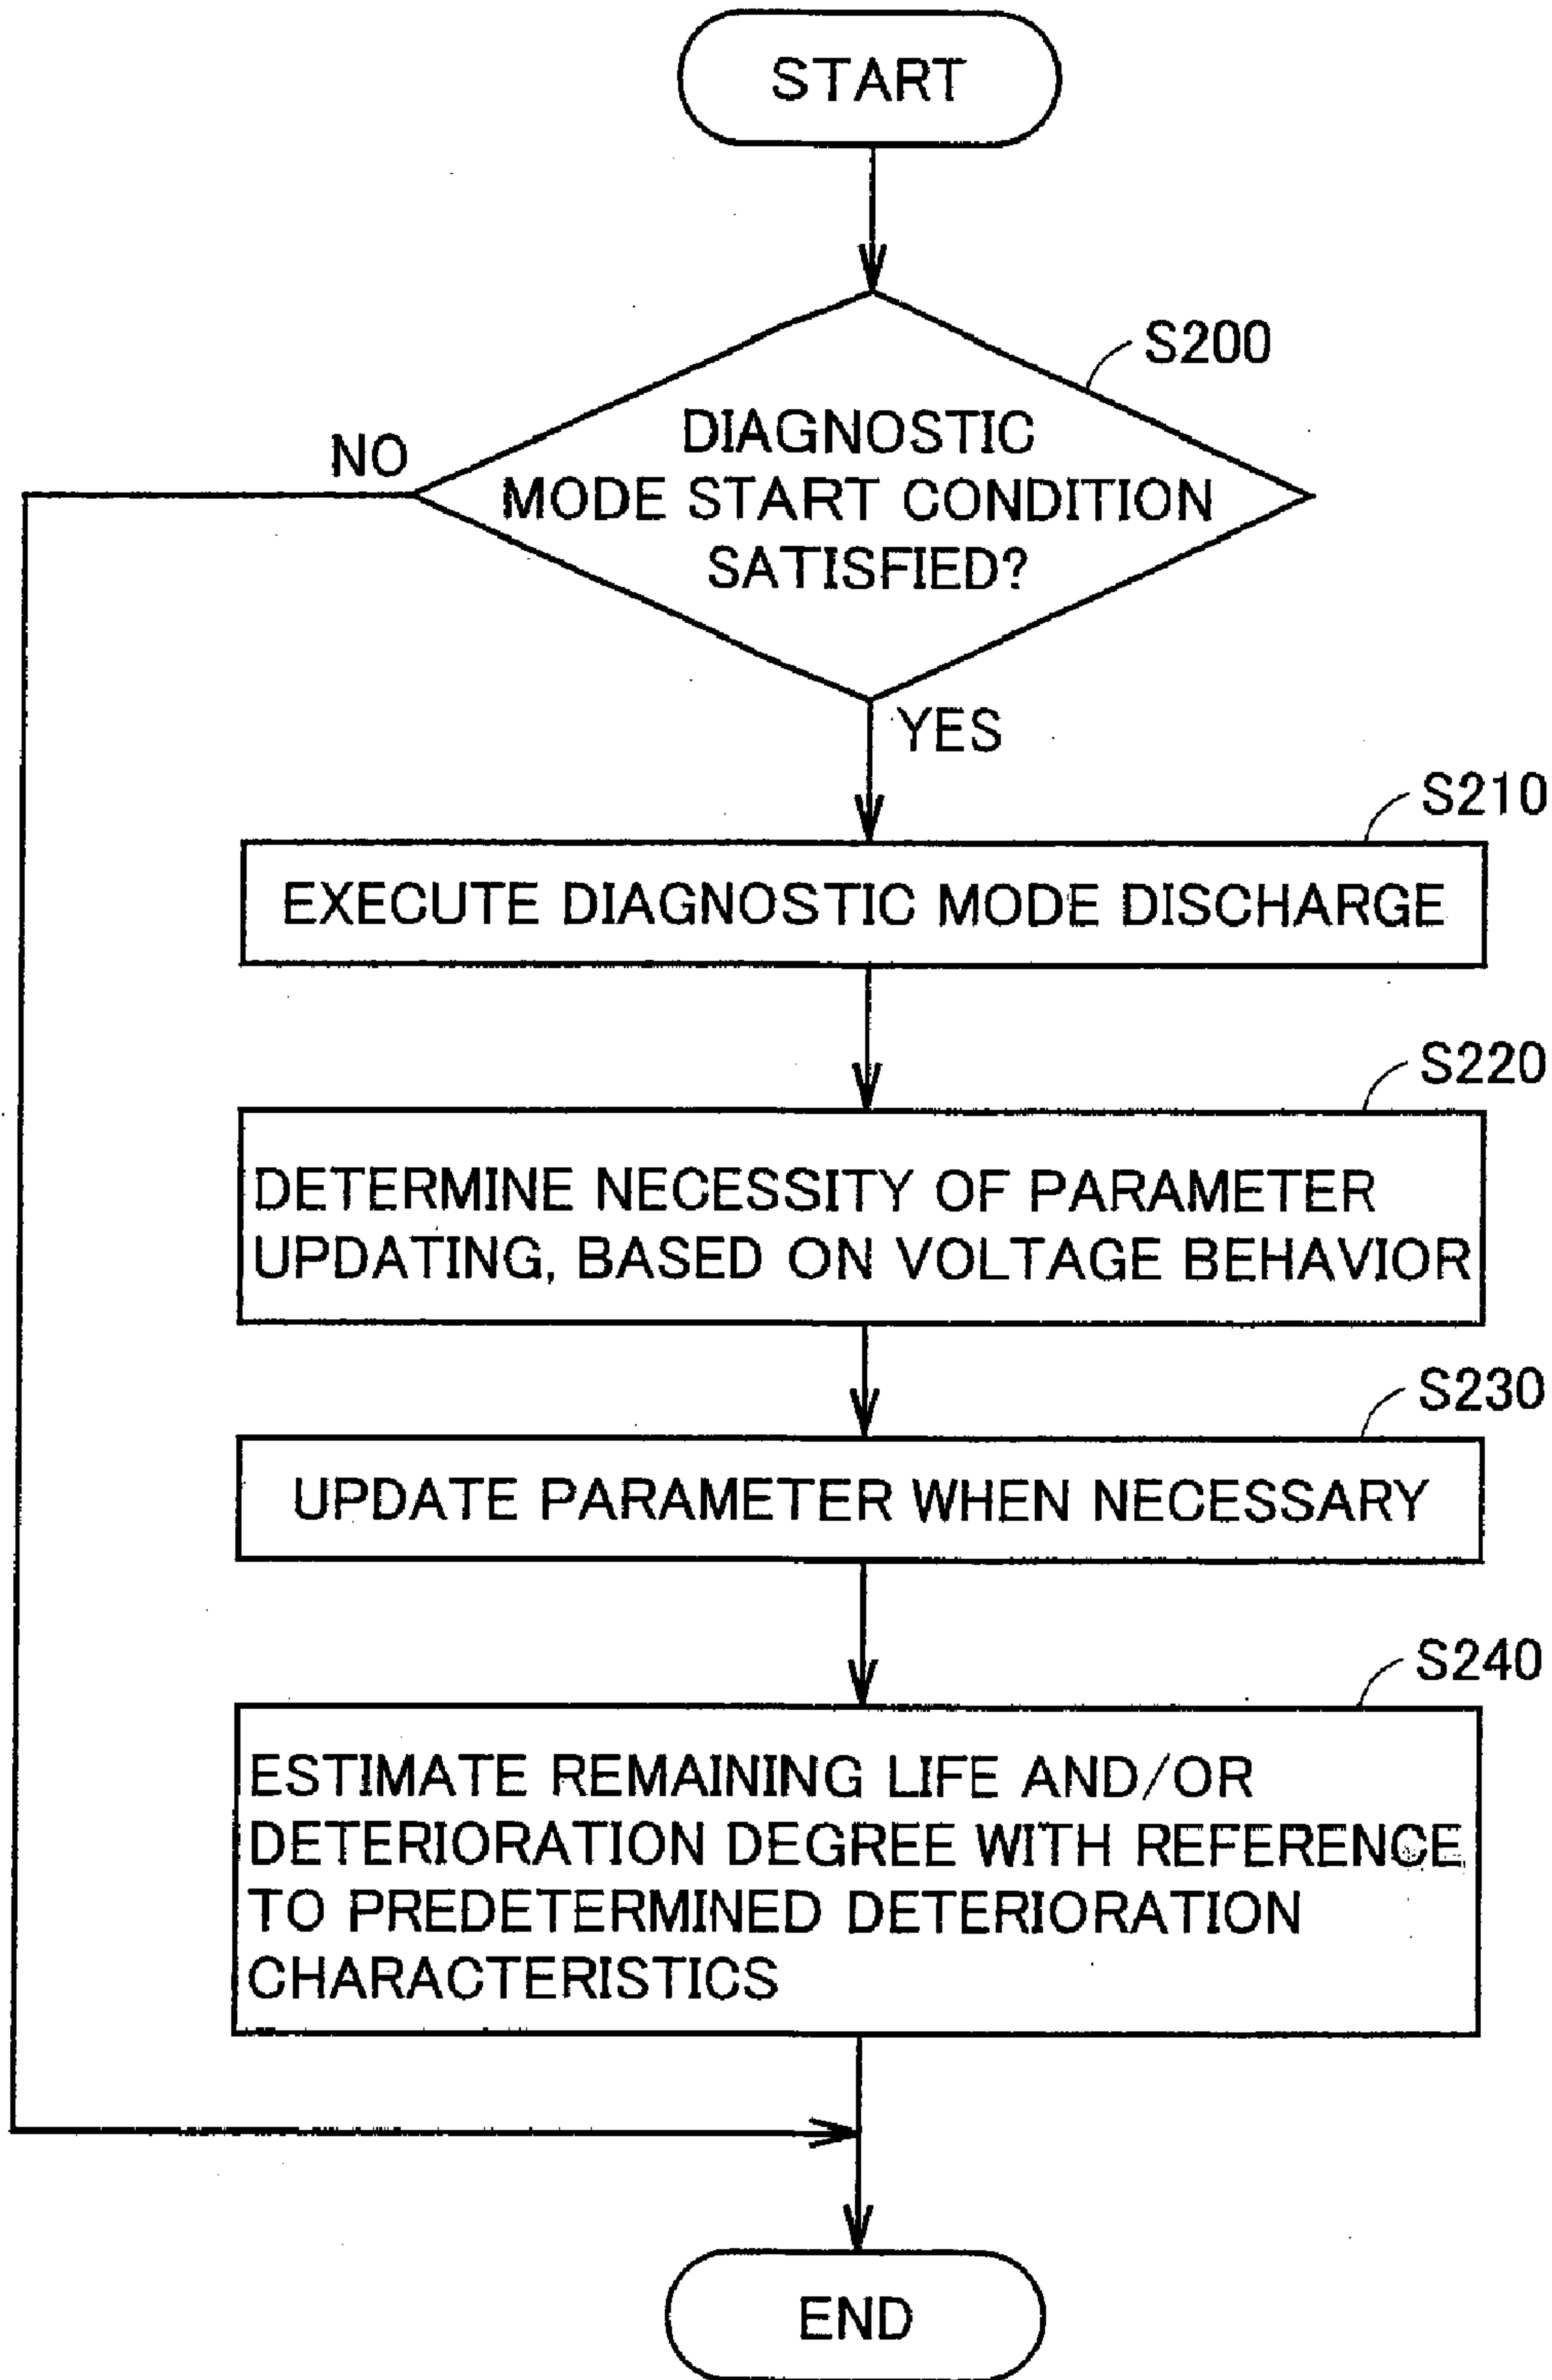 START
S200
DIAGNOSTIC
MODE START CONDITION
SATISFIED?
NO
YES
S210
EXECUTE DIAGNOSTIC MODE DISCHARGE
S220
DETERMINE NECESSITY OF PARAMETER
UPDATING, BASED ON VOLTAGE BEHAVIOR
S230
UPDATE PARAMETER WHEN NECESSARY
S240
ESTIMATE REMAINING LIFE AND/OR
DETERIORATION DEGREE WITH REFERENCE
TO PREDETERMINED DETERIORATION
CHARACTERISTICS
END